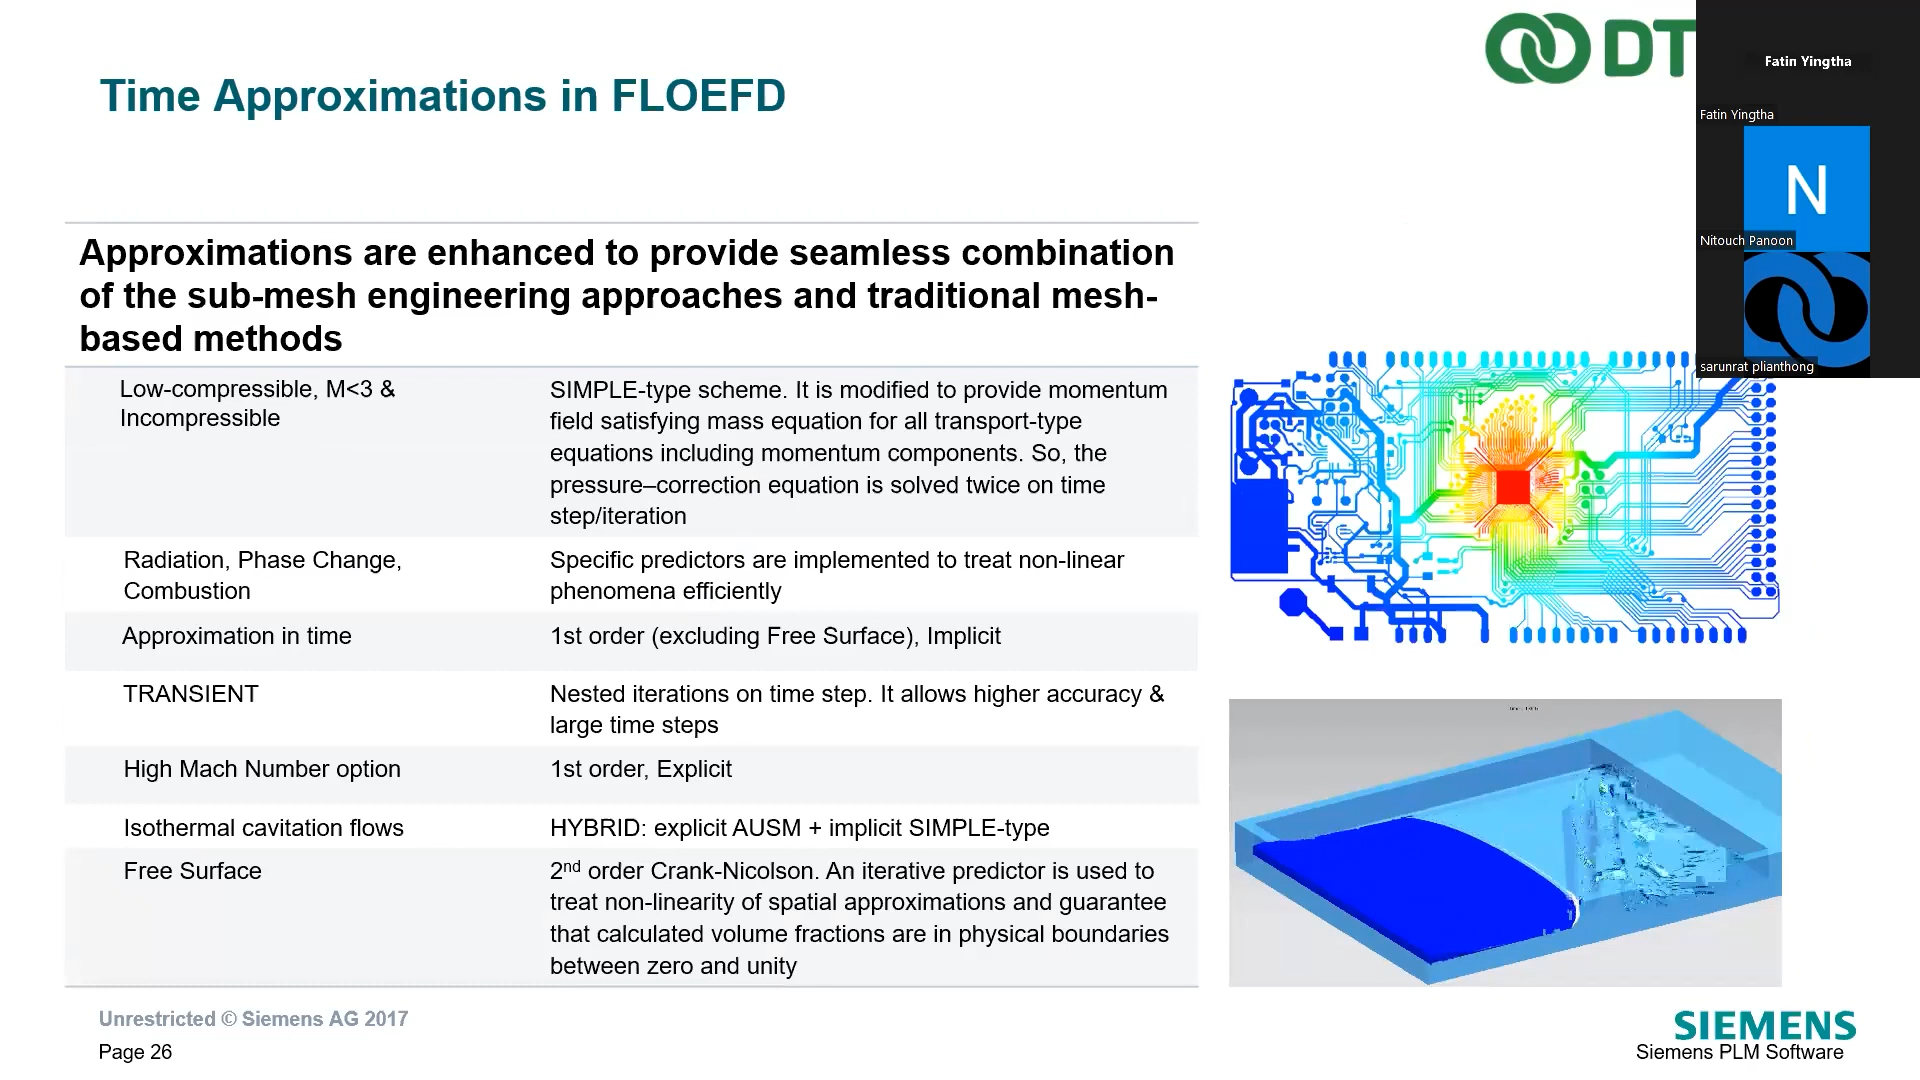 DT
Time Approximations in FLOEFD
Fatin Yingtha
Fatin Yingtha
N
Nitouch Panoon
sarunrat plianthong
Approximations are enhanced to provide seamless combination
of the sub-mesh engineering approaches and traditional mesh-
based methods
Low-compressible, M<3 &
Incompressible
SIMPLE-type scheme. It is modified to provide momentum
field satisfying mass equation for all transport-type
equations including momentum components. So, the
pressure–correction equation is solved twice on time
step/iteration
Radiation, Phase Change,
Combustion
Specific predictors are implemented to treat non-linear
phenomena efficiently
Approximation in time
1st order (excluding Free Surface), Implicit
TRANSIENT
Nested iterations on time step. It allows higher accuracy &
large time steps
High Mach Number option
1st order, Explicit
Isothermal cavitation flows
HYBRID: explicit AUSM + implicit SIMPLE-type
Free Surface
2nd order Crank-Nicolson. An iterative predictor is used to
treat non-linearity of spatial approximations and guarantee
that calculated volume fractions are in physical boundaries
between zero and unity
Unrestricted © Siemens AG 2017
Page 26
SIEMENS
Siemens PLM Software